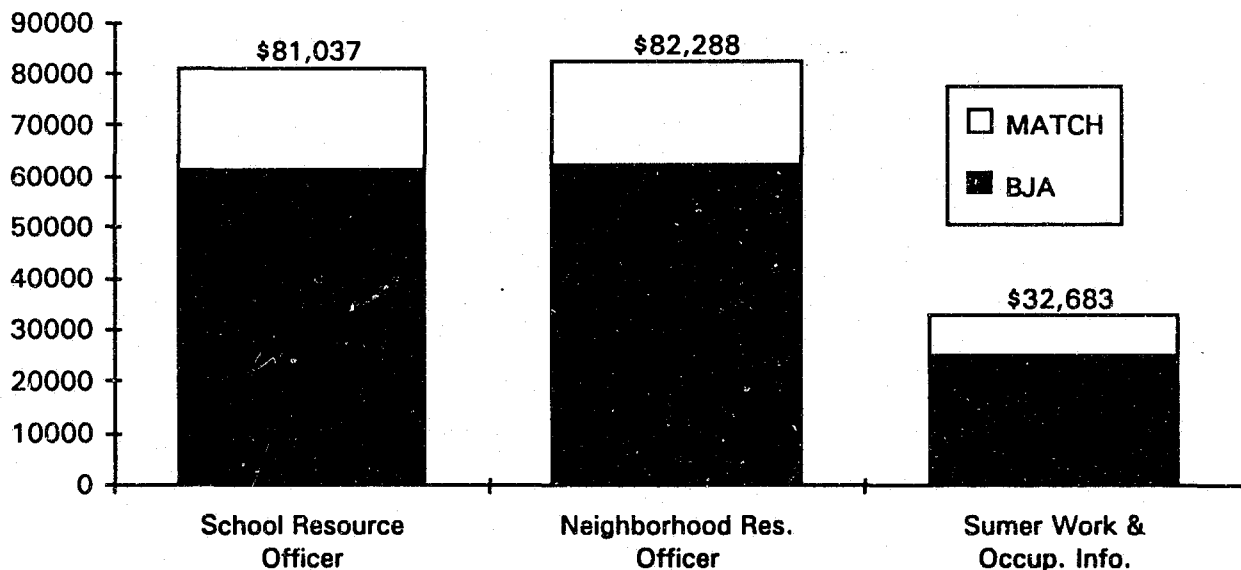 90000
80000
70000
60000
50000
40000
30000
20000
10000
0
$81,037
$82,288
$32,683
MATCH
BJA
School Resource
Officer
Neighborhood Res.
Officer
Sumer Work &
Occup. Info.